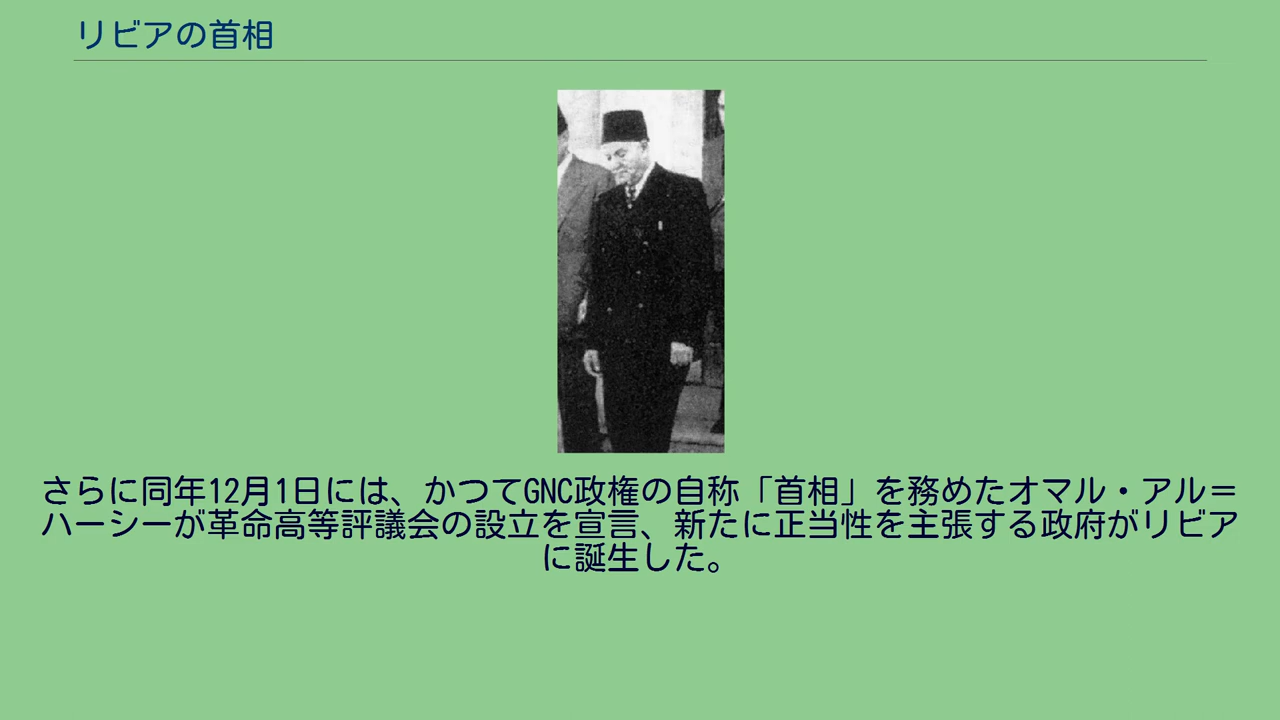 リビアの首相
さらに同年12月1日には、かつてGNC政権の自称「首相」を務めたオマル・アル＝
ハーシーが革命高等評議会の設立を宣言、新たに正当性を主張する政府がリビア
に誕生した。